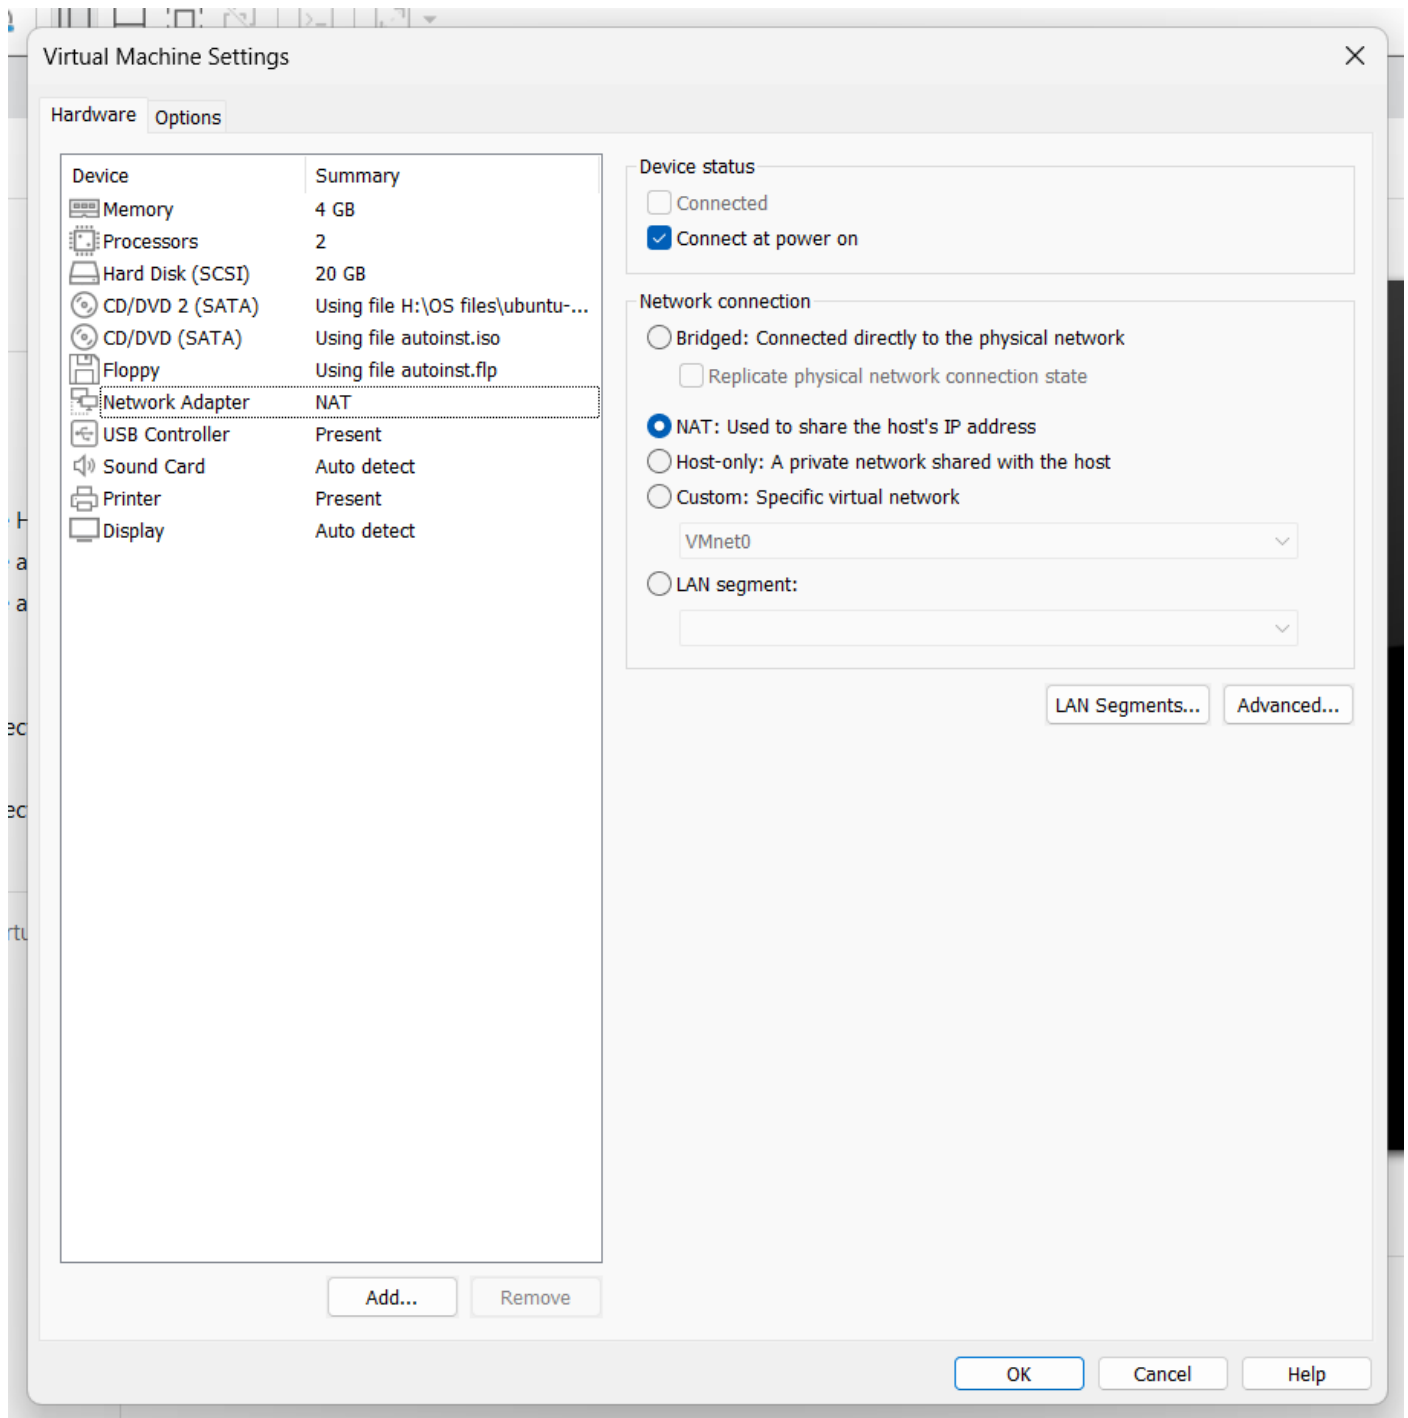 Virtual Machine Settings
Hardware Options
Device Summary
Memory 4 GB
Processors 2
Hard Disk (SCSI) 20 GB
CD/DVD 2 (SATA) Using file H:\OS files\ubuntu-...
CD/DVD (SATA) Using file autoinst.iso
Floppy Using file autoinst.flp
Network Adapter NAT
USB Controller Present
Sound Card Auto detect
Printer Present
Display Auto detect
Add... Remove
Device status
Connected
Connect at power on
Network connection
Bridged: Connected directly to the physical network
Replicate physical network connection state
NAT: Used to share the host's IP address
Host-only: A private network shared with the host
Custom: Specific virtual network
VMnet0
LAN segment:
LAN Segments... Advanced...
OK Cancel Help